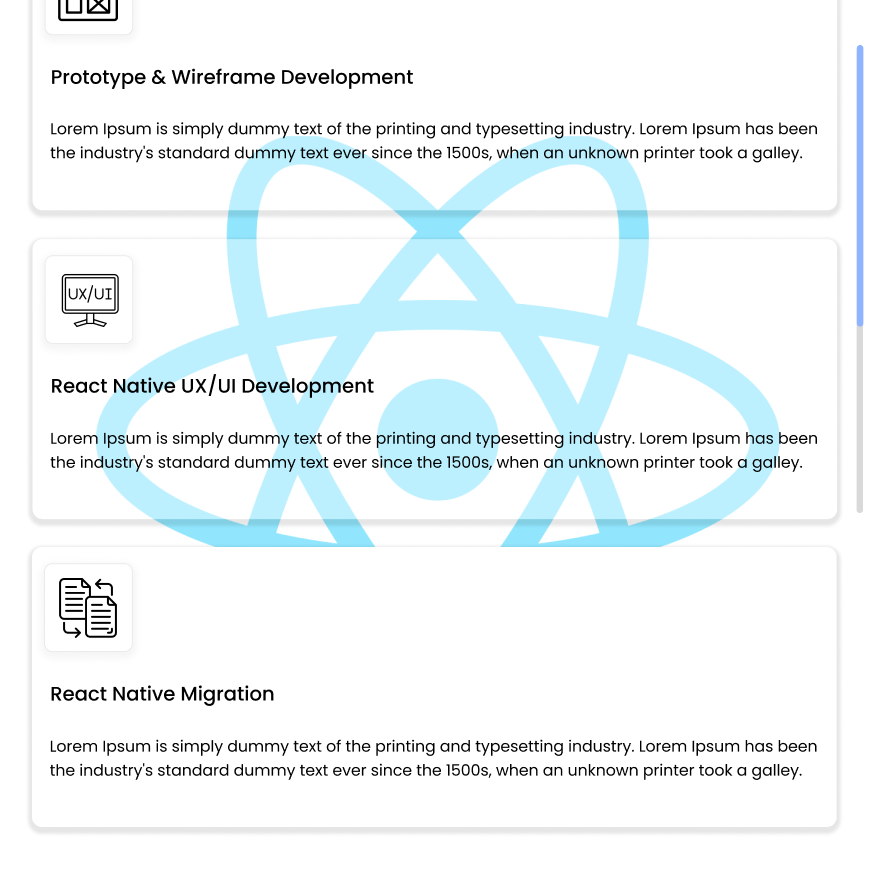 Prototype & Wireframe Development
Lorem Ipsum is simply dummy text of the printing and typesetting industry. Lorem Ipsum has been
the industry's standard dummy text ever since the 1500s, when an unknown printer took a galley.
UX/UI
React Native UX/UI Development
Lorem Ipsum is simply dummy text of the printing and typesetting industry. Lorem Ipsum has been
the industry's standard dummy text ever since the 1500s, when an unknown printer took a galley.
React Native Migration
Lorem Ipsum is simply dummy text of the printing and typesetting industry. Lorem Ipsum has been
the industry's standard dummy text ever since the 1500s, when an unknown printer took a galley.